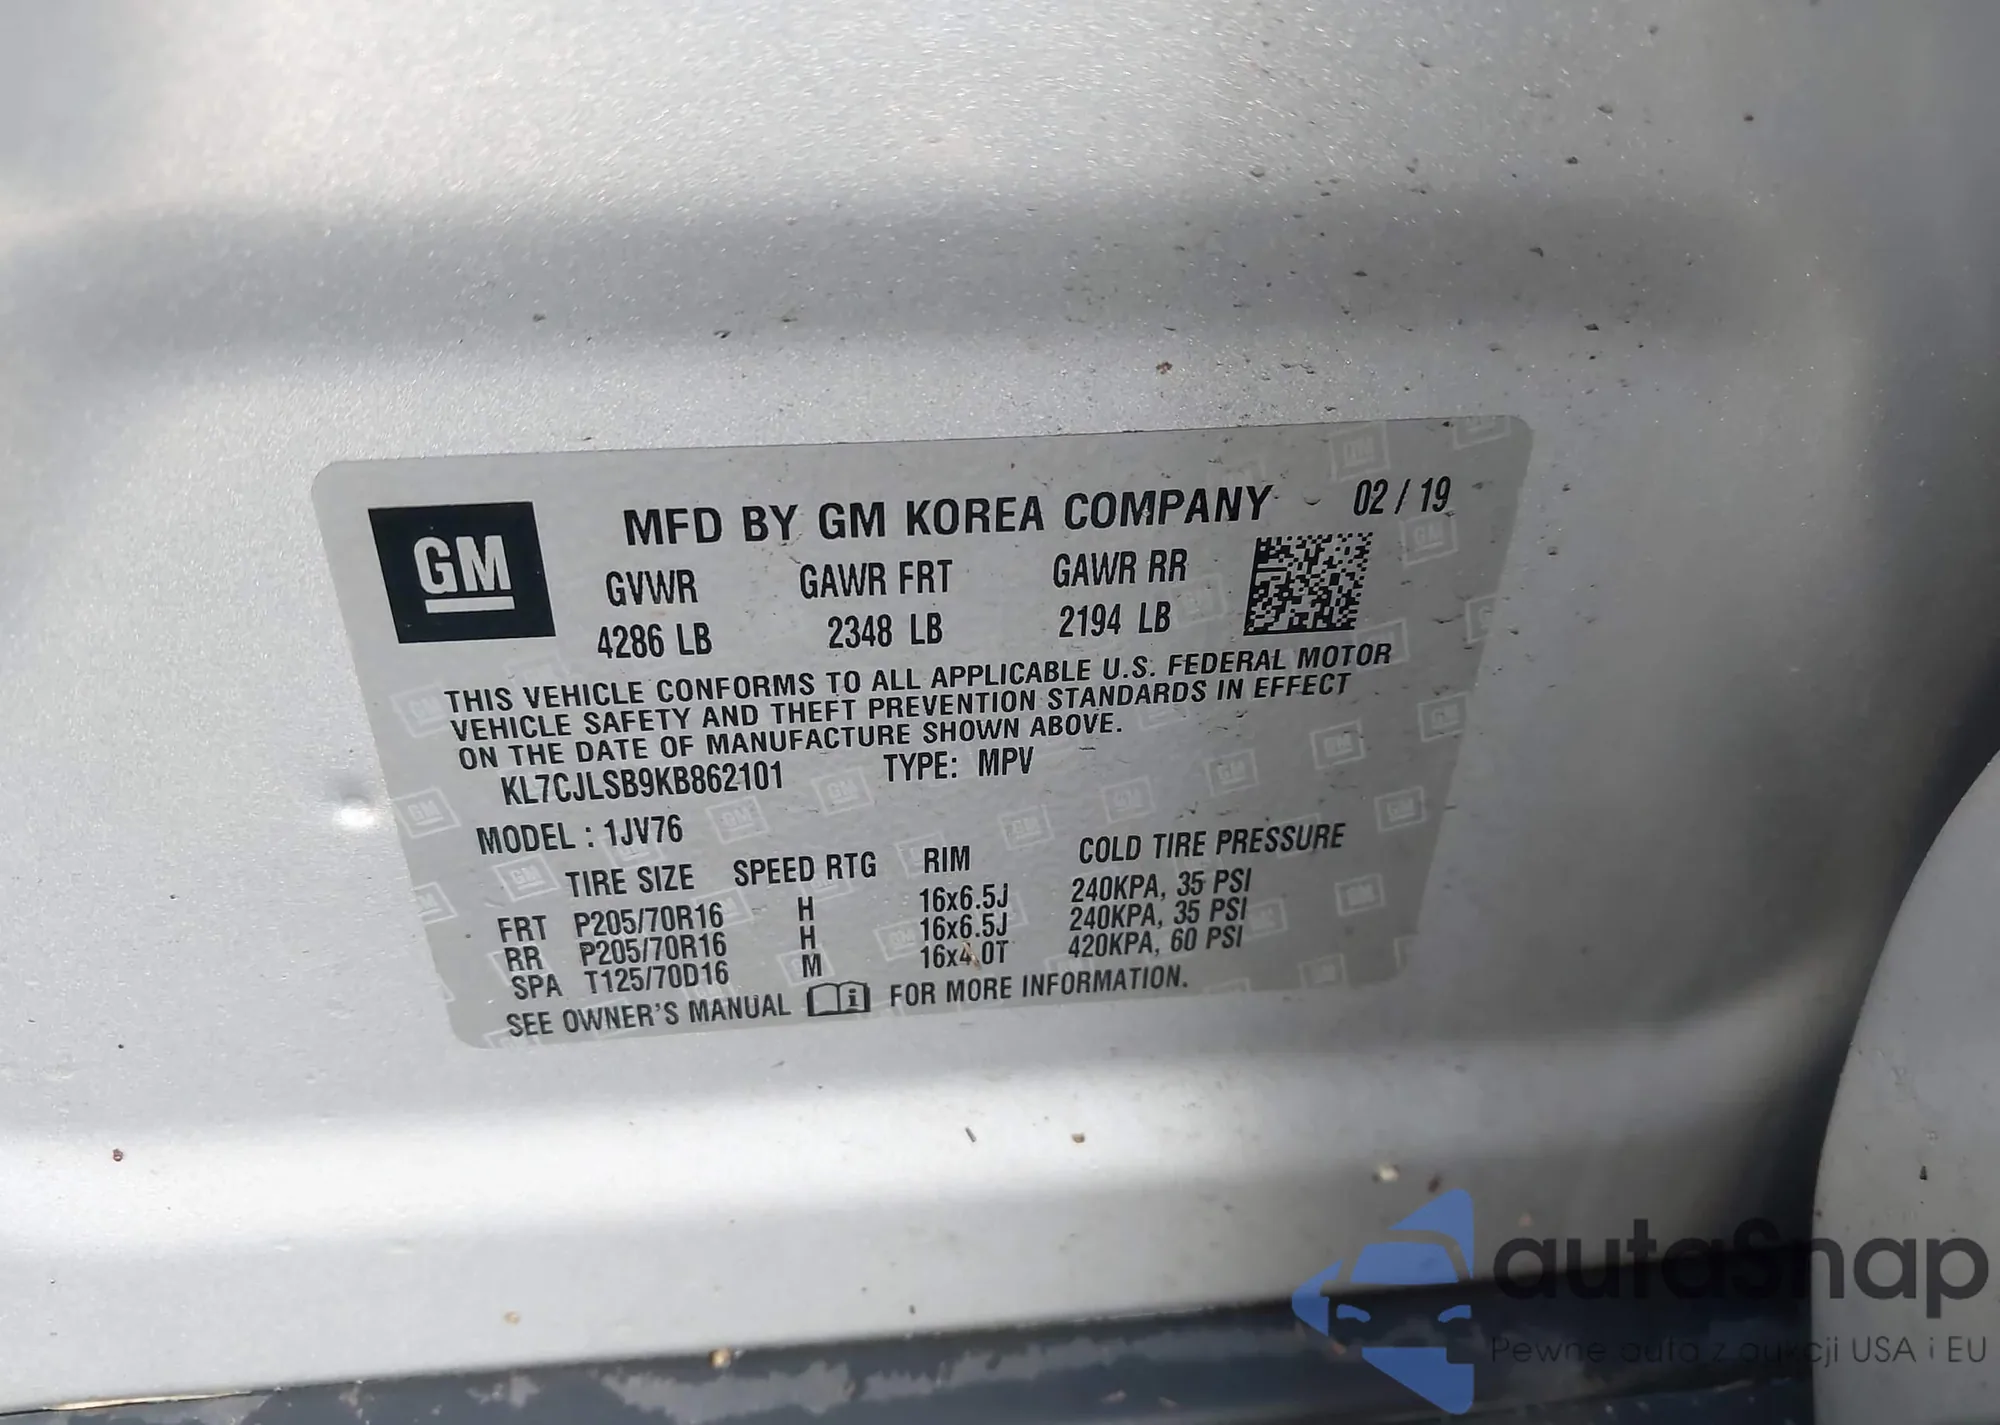 GM
MFD BY GM KOREA COMPANY 02 / 19
GVWR GAWR FRT GAWR RR
4286 LB 2348 LB 2194 LB
THIS VEHICLE CONFORMS TO ALL APPLICABLE U.S. FEDERAL MOTOR
VEHICLE SAFETY AND THEFT PREVENTION STANDARDS IN EFFECT
ON THE DATE OF MANUFACTURE SHOWN ABOVE.
KL7CJLSB9KB862101 TYPE: MPV
MODEL : 1JV76
TIRE SIZE SPEED RTG RIM COLD TIRE PRESSURE
FRT P205/70R16 H 16x6.5J 240KPA, 35 PSI
RR P205/70R16 H 16x6.5J 240KPA, 35 PSI
SPA T125/70D16 M 16x4.0T 420KPA, 60 PSI
SEE OWNER'S MANUAL i FOR MORE INFORMATION.
autaSnap
Pewne auta z aukcji USA i EU